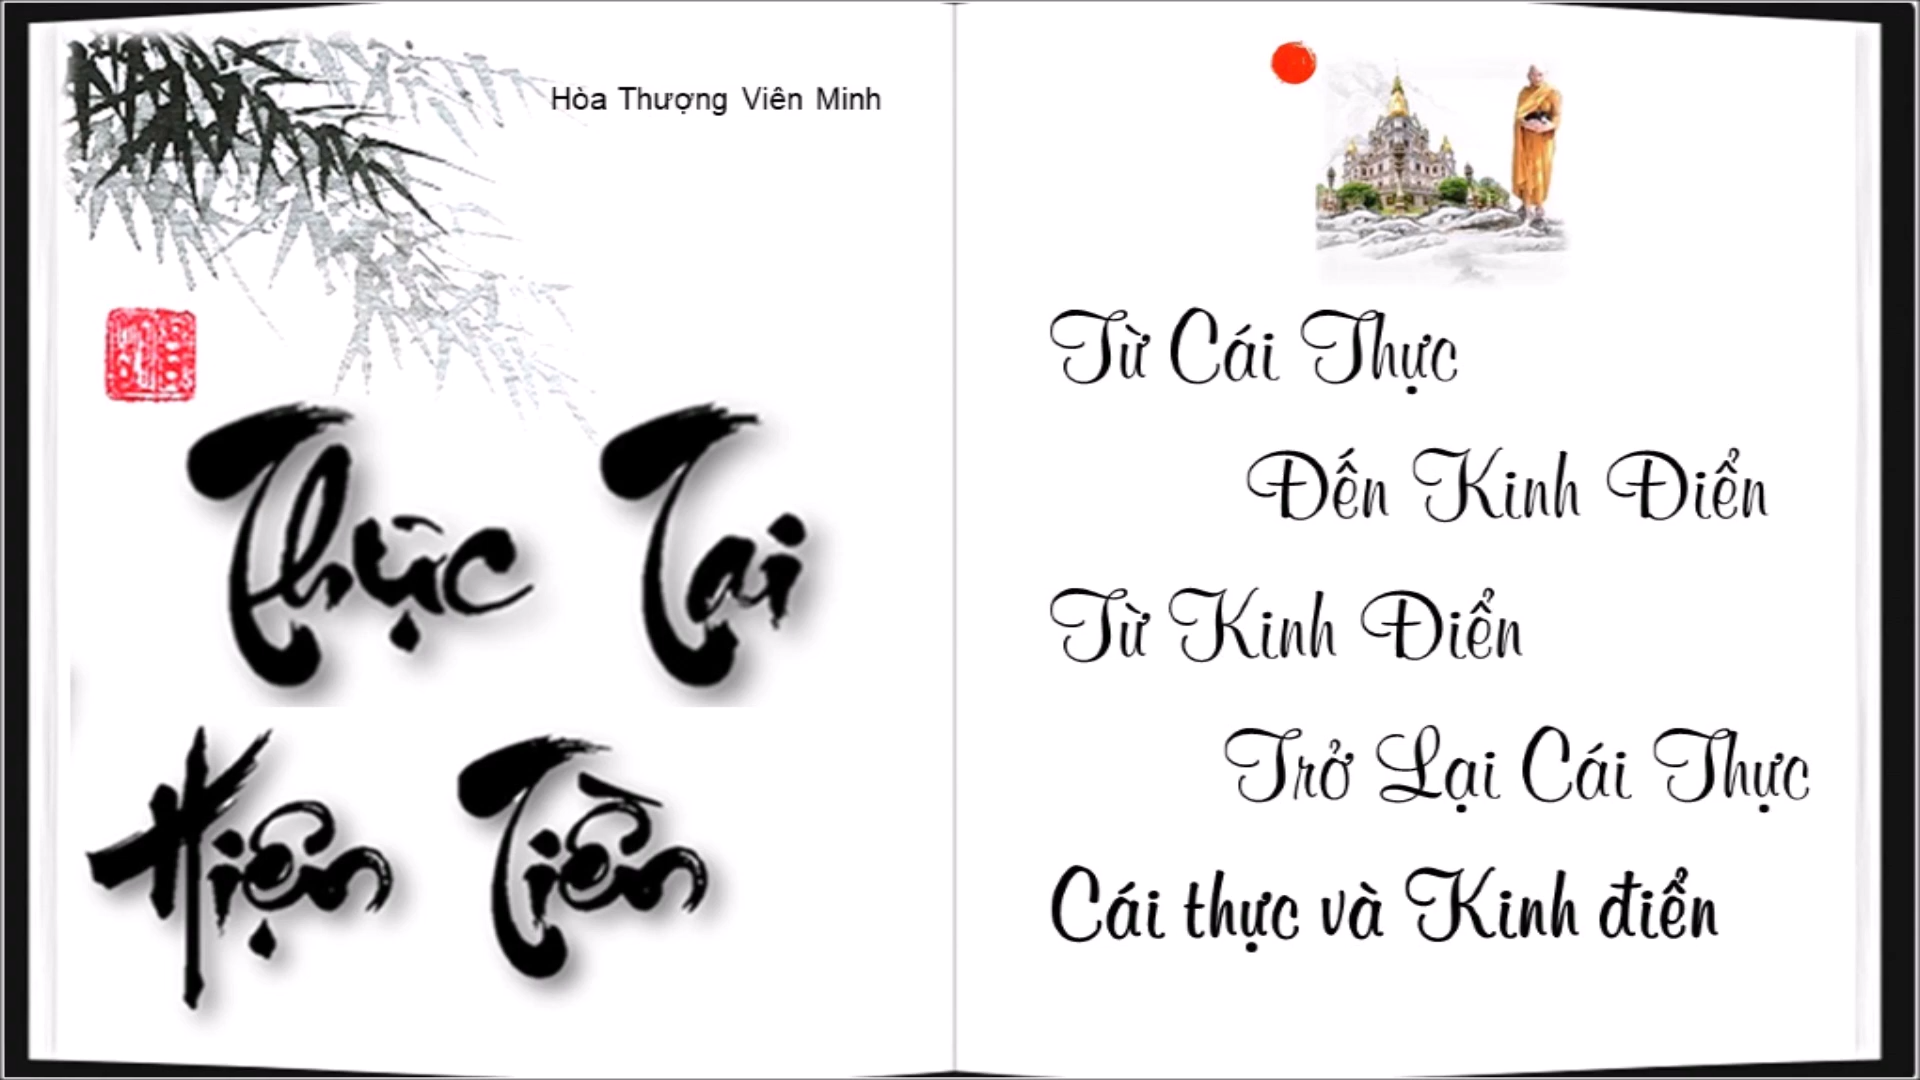 Hòa Thượng Viên Minh
Thực Tại
Hiện Tiền
Từ Cái Thực
Đến Kinh Điển
Từ Kinh Điển
Trở Lại Cái Thực
Cái thực và Kinh điển